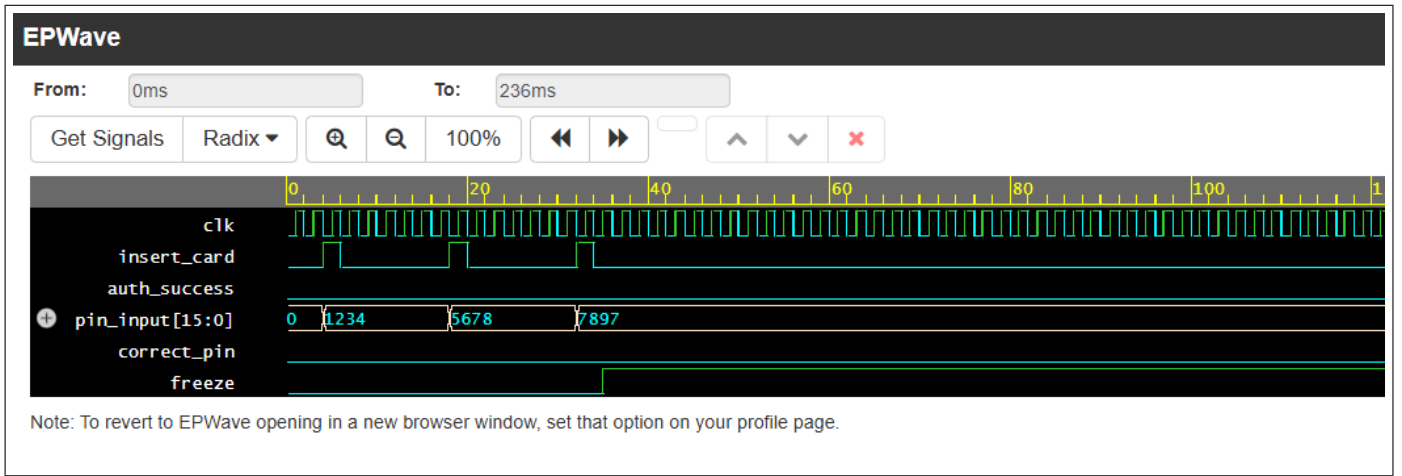 EPWave
From: 0ms To: 236ms
Get Signals Radix 100%
0 20 40 60 80 100 1
clk
insert_card
auth_success
pin_input[15:0] 0 1234 5678 7897
correct_pin
freeze
Note: To revert to EPWave opening in a new browser window, set that option on your profile page.